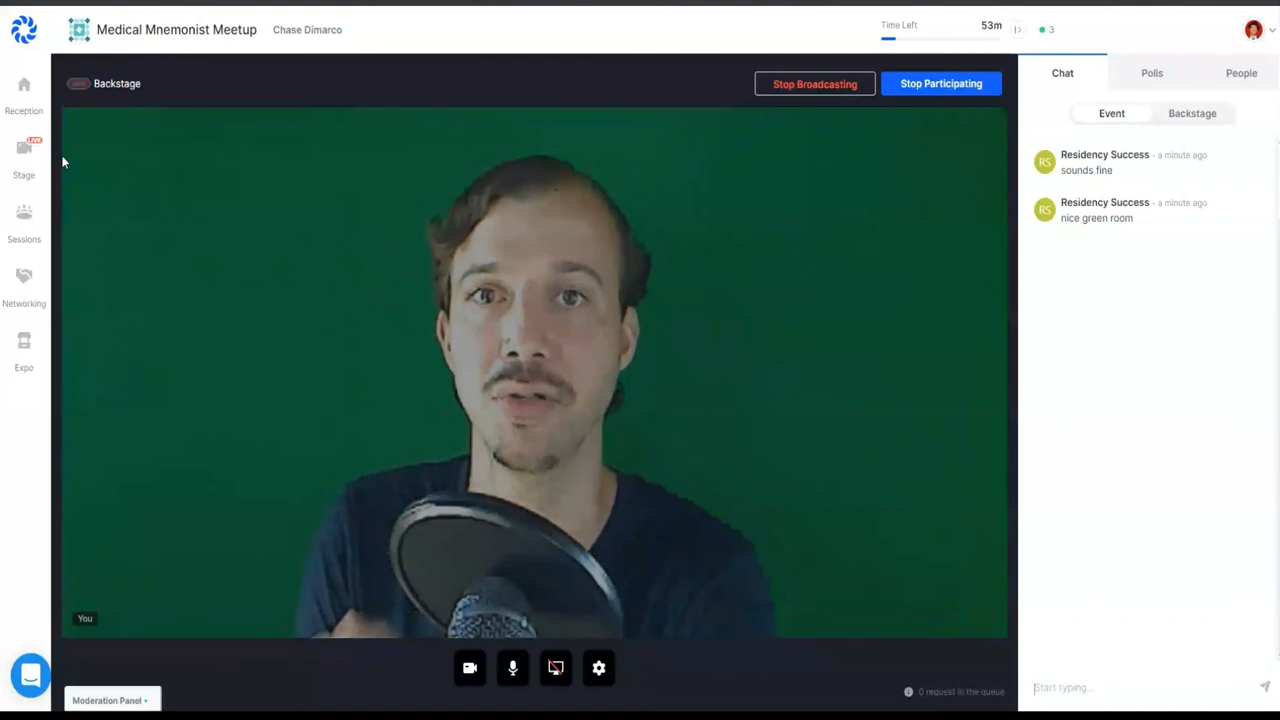 Medical Mnemonist Meetup
Chase Dimarco
Time Left
53m
3
Reception
LIVE
Stage
Sessions
Networking
Expo
Backstage
Stop Broadcasting
Stop Participating
You
Moderation Panel
0 request in the queue
Chat
Polls
People
Event
Backstage
RS
Residency Success - a minute ago
sounds fine
RS
Residency Success - a minute ago
nice green room
Start typing...